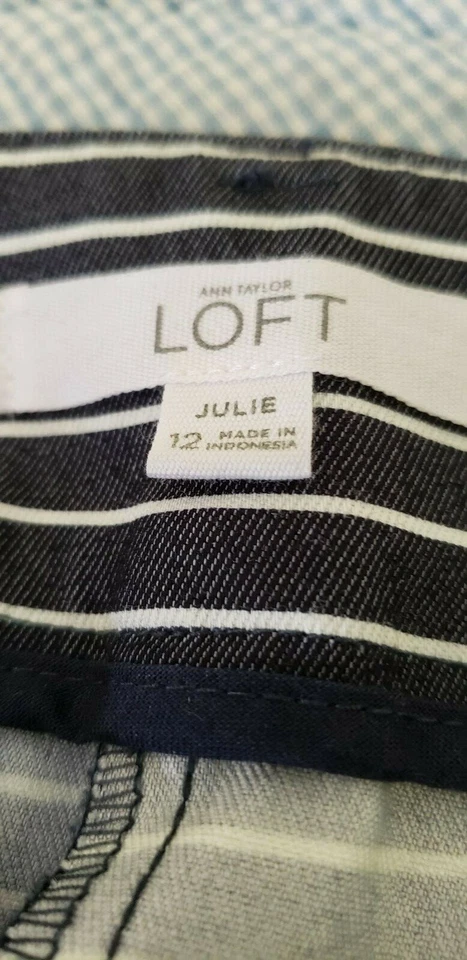 ANN TAYLOR
LOFT
JULIE
12 MADE IN
INDONESIA